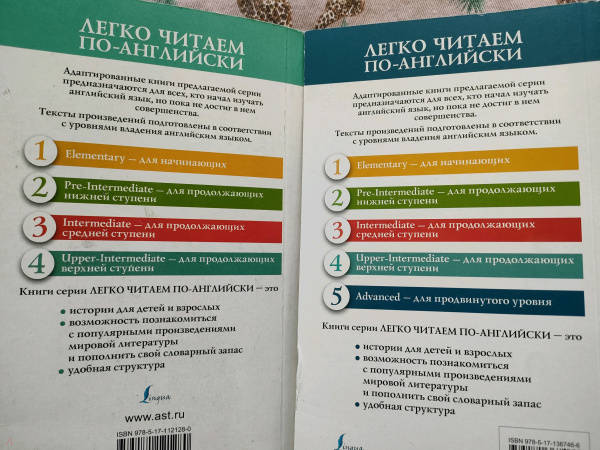 ЛЕГКО ЧИТАЕМ
ПО-АНГЛИЙСКИ
Адаптированные книги предлагаемой серии
предназначаются для всех, кто начал изучать
английский язык, но пока не достиг в нем
совершенства.
Тексты произведений подготовлены в соответствии
с уровнями владения английским языком.
1 Elementary — для начинающих
2 Pre-Intermediate — для продолжающих
нижней ступени
3 Intermediate — для продолжающих
средней ступени
4 Upper-Intermediate — для продолжающих
верхней ступени
Книги серии ЛЕГКО ЧИТАЕМ ПО-АНГЛИЙСКИ — это
• истории для детей и взрослых
• возможность познакомиться
с популярными произведениями
мировой литературы
и пополнить свой словарный запас
• удобная структура
Lingua
www.ast.ru
ISBN 978-5-17-112128-0
ЛЕГКО ЧИТАЕМ
ПО-АНГЛИЙСКИ
Адаптированные книги предлагаемой серии
предназначаются для всех, кто начал изучать
английский язык, но пока не достиг в нем
совершенства.
Тексты произведений подготовлены в соответствии
с уровнями владения английским языком.
1 Elementary — для начинающих
2 Pre-Intermediate — для продолжающих
нижней ступени
3 Intermediate — для продолжающих
средней ступени
4 Upper-Intermediate — для продолжающих
верхней ступени
5 Advanced — для продвинутого уровня
Книги серии ЛЕГКО ЧИТАЕМ ПО-АНГЛИЙСКИ — это
• истории для детей и взрослых
• возможность познакомиться
с популярными произведениями
мировой литературы
и пополнить свой словарный запас
• удобная структура
Lingua
ISBN 978-5-17-136746-6